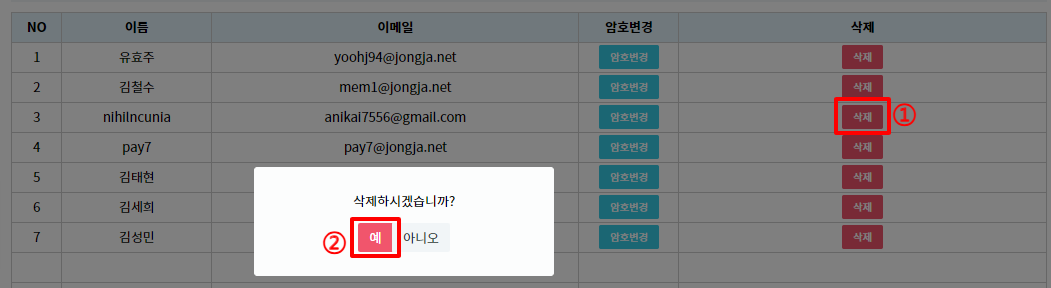 NO 이름 이메일 암호변경 삭제
1 유효주 yoohj94@jongja.net 암호변경 삭제
2 김철수 mem1@jongja.net 암호변경 삭제
3 nihilncunia anikai7556@gmail.com 암호변경 삭제 ①
4 pay7 pay7@jongja.net 암호변경 삭제
5 김태현 암호변경 삭제
6 김세희 암호변경 삭제
7 김성민 암호변경 삭제
삭제하시겠습니까?
② 예 아니오